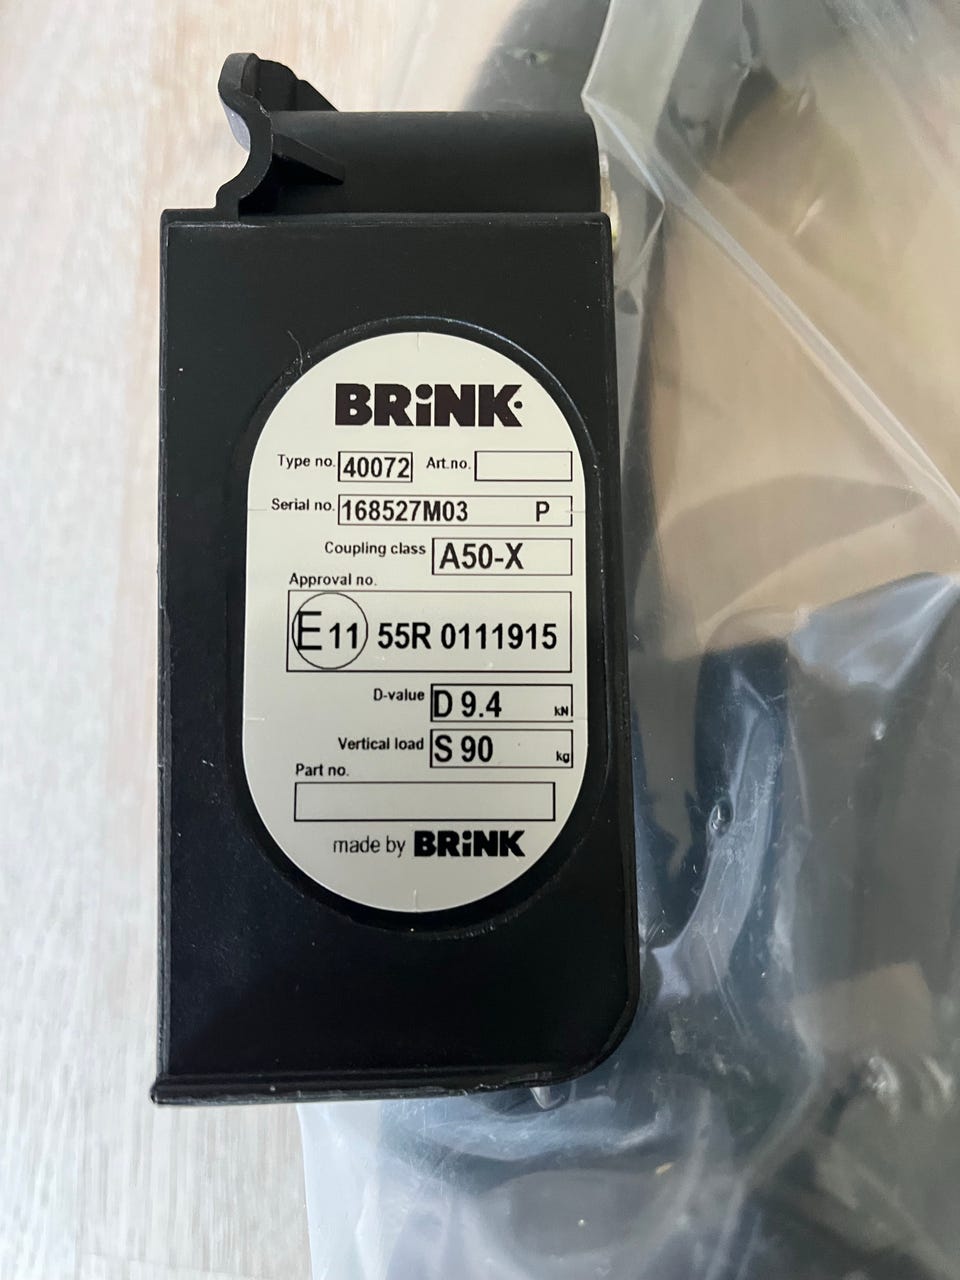 BRiNK
Type no. 40072 Art.no.
Serial no. 168527M03 P
Coupling class A50-X
Approval no.
E 11 55R 0111915
D-value D 9.4 kN
Vertical load S 90 kg
Part no.
made by BRiNK